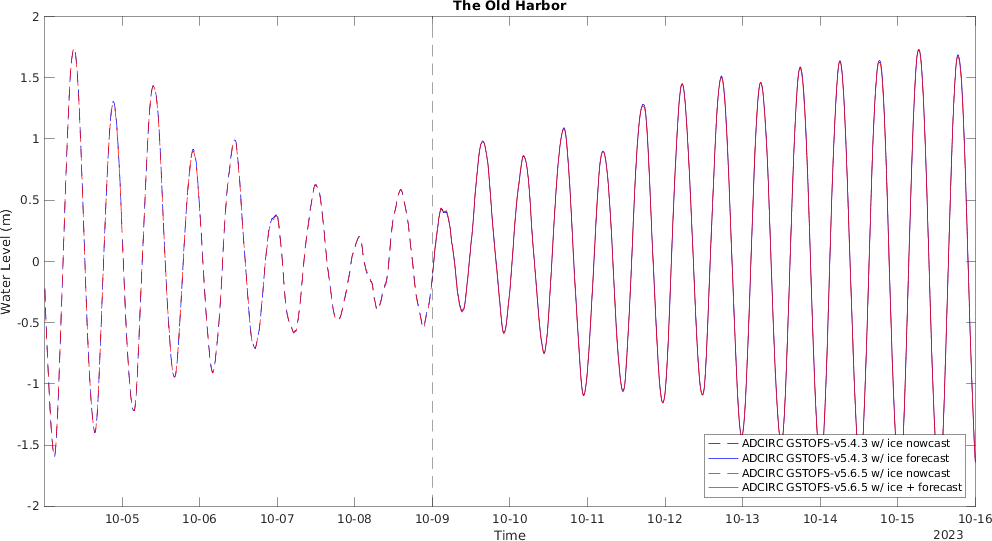 The Old Harbor
2
1.5
1
0.5
0
-0.5
-1
-1.5
-2
Water Level (m)
10-05 10-06 10-07 10-08 10-09 10-10 10-11 10-12 10-13 10-14 10-15 10-16
Time
2023
ADCIRC GSTOFS-v5.4.3 w/ ice nowcast
ADCIRC GSTOFS-v5.4.3 w/ ice forecast
ADCIRC GSTOFS-v5.6.5 w/ ice nowcast
ADCIRC GSTOFS-v5.6.5 w/ ice + forecast